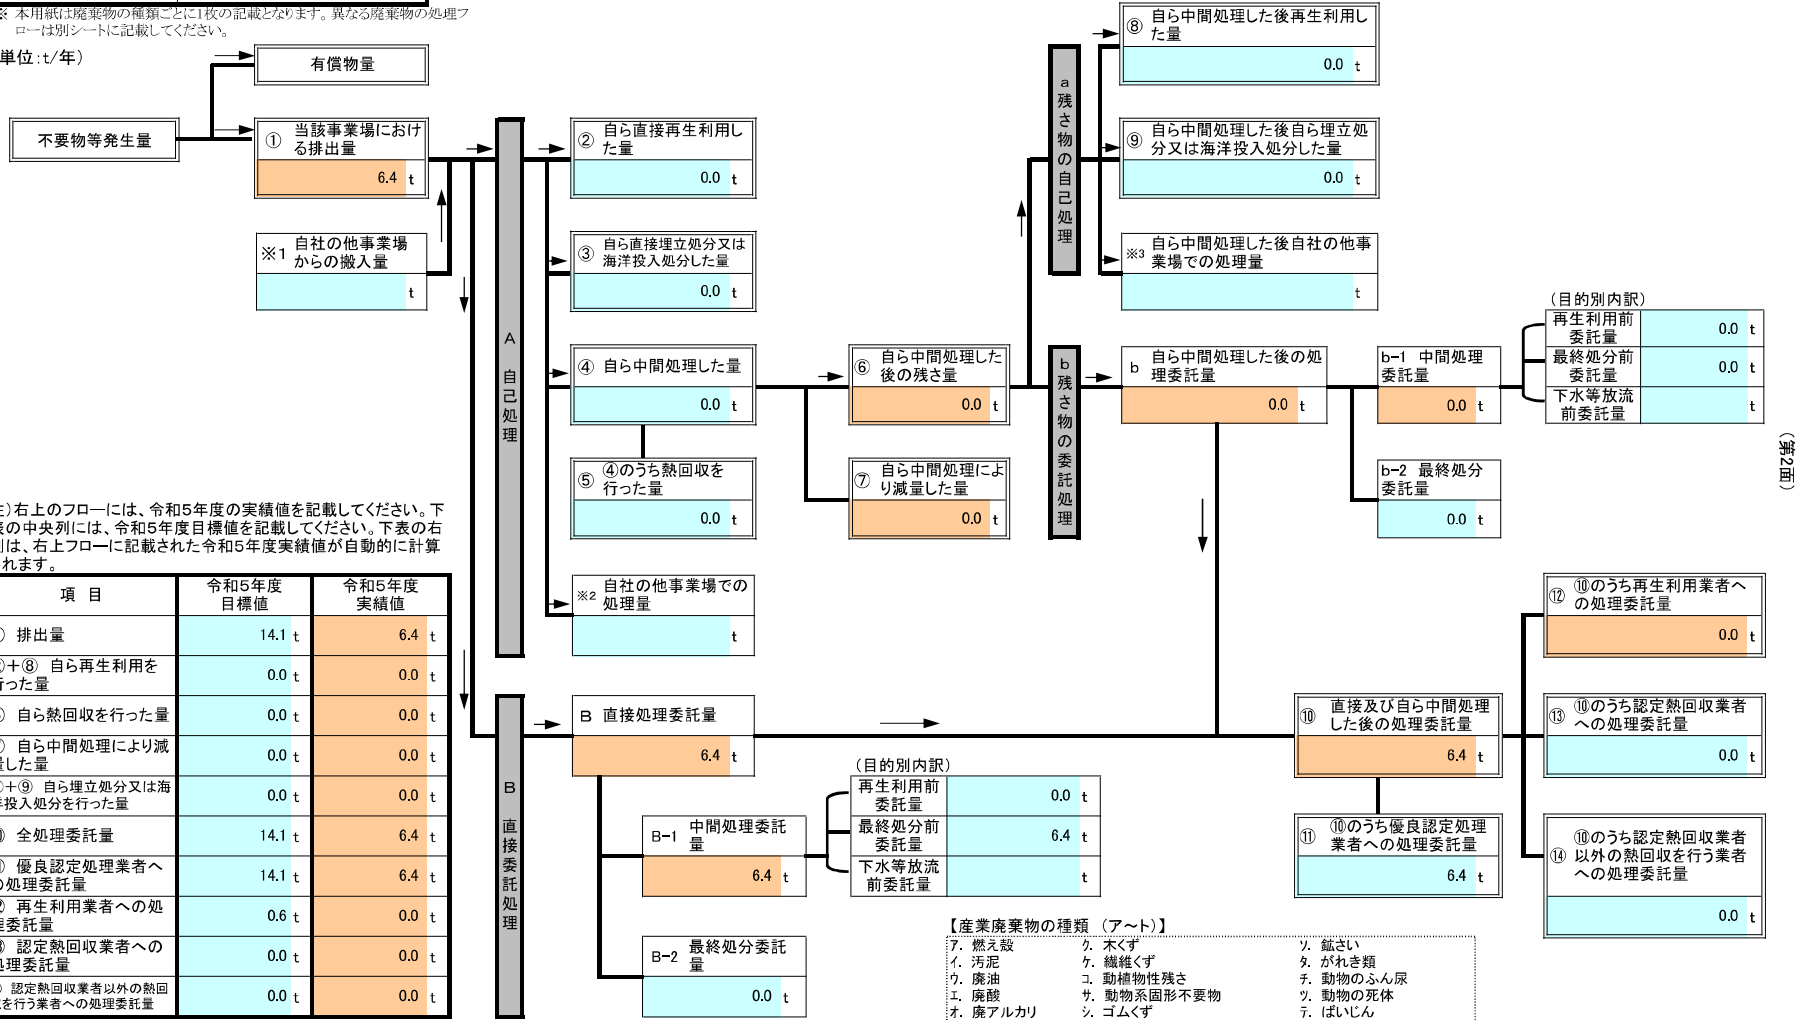 ※ 本用紙は廃棄物の種類ごとに1枚の記載となります。異なる廃棄物の処理フ
ローは別シートに記載してください。
単位:t/年)
有償物量
不要物等発生量
① 当該事業場におけ
る排出量
6.4 t
※1 自社の他事業場
からの搬入量
t
A 自己処理
② 自ら直接再生利用し
た量
0.0 t
③ 自ら直接埋立処分又は
海洋投入処分した量
0.0 t
④ 自ら中間処理した量
0.0 t
⑤ ④のうち熱回収を
行った量
0.0 t
※2 自社の他事業場での
処理量
t
⑥ 自ら中間処理した
後の残さ量
0.0 t
⑦ 自ら中間処理によ
り減量した量
0.0 t
a 残さ物の自己処理
⑧ 自ら中間処理した後再生利用し
た量
0.0 t
⑨ 自ら中間処理した後自ら埋立処
分又は海洋投入処分した量
0.0 t
※3 自ら中間処理した後自社の他事
業場での処理量
t
b 残さ物の委託処理
b 自ら中間処理した後の処
理委託量
0.0 t
b-1 中間処理
委託量
0.0 t
b-2 最終処分
委託量
0.0 t
(目的別内訳)
再生利用前
委託量 0.0 t
最終処分前
委託量 0.0 t
下水等放流
前委託量 t
(第2面)
)右上のフローには、令和5年度の実績値を記載してください。下
の中央列には、令和5年度目標値を記載してください。下表の右
は、右上フローに記載された令和5年度実績値が自動的に計算
れます。
項 目 令和5年度
目標値 令和5年度
実績値
排出量 14.1 t 6.4 t
+⑧ 自ら再生利用を
った量 0.0 t 0.0 t
自ら熱回収を行った量 0.0 t 0.0 t
自ら中間処理により減
した量 0.0 t 0.0 t
+⑨ 自ら埋立処分又は海
投入処分を行った量 0.0 t 0.0 t
全処理委託量 14.1 t 6.4 t
優良認定処理業者へ
の処理委託量 14.1 t 6.4 t
再生利用業者への処
理委託量 0.6 t 0.0 t
認定熱回収業者への
処理委託量 0.0 t 0.0 t
認定熱回収業者以外の熱回
を行う業者への処理委託量 0.0 t 0.0 t
B 直接委託処理
B 直接処理委託量
6.4 t
B-1 中間処理委託
量
6.4 t
B-2 最終処分委託
量
0.0 t
(目的別内訳)
再生利用前
委託量 0.0 t
最終処分前
委託量 6.4 t
下水等放流
前委託量 t
⑩ 直接及び自ら中間処理
した後の処理委託量
6.4 t
⑪ ⑩のうち優良認定処理
業者への処理委託量
6.4 t
⑫ ⑩のうち再生利用業者へ
の処理委託量
0.0 t
⑬ ⑩のうち認定熱回収業者
への処理委託量
0.0 t
⑭ ⑩のうち認定熱回収業者
以外の熱回収を行う業者
への処理委託量
0.0 t
【産業廃棄物の種類 (ア~ト)】
ア. 燃え殻 ク. 木くず ソ. 鉱さい
イ. 汚泥 ケ. 繊維くず タ. がれき類
ウ. 廃油 コ. 動植物性残さ チ. 動物のふん尿
エ. 廃酸 サ. 動物系固形不要物 ツ. 動物の死体
オ. 廃アルカリ シ. ゴムくず テ. ばいじん